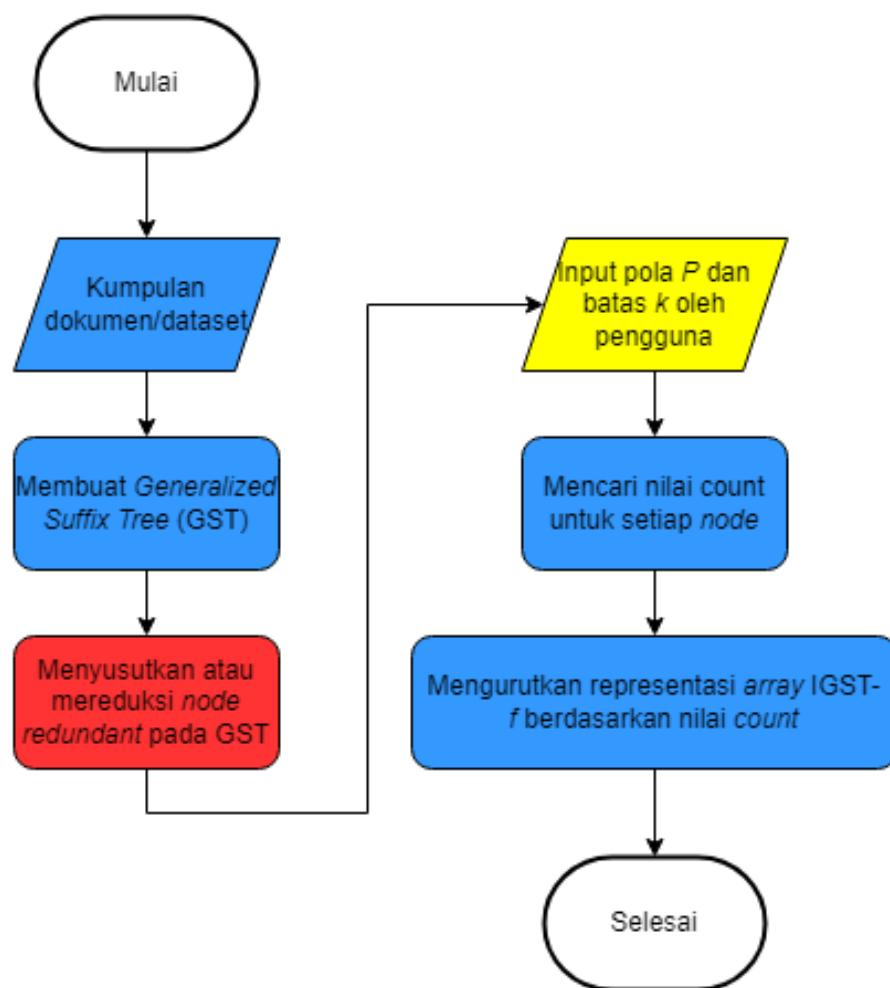 Mulai
Kumpulan
dokumen/dataset
Membuat Generalized
Suffix Tree (GST)
Menyusutkan atau
mereduksi node
redundant pada GST
Input pola P dan
batas k oleh
pengguna
Mencari nilai count
untuk setiap node
Mengurutkan representasi array IGST-
f berdasarkan nilai count
Selesai